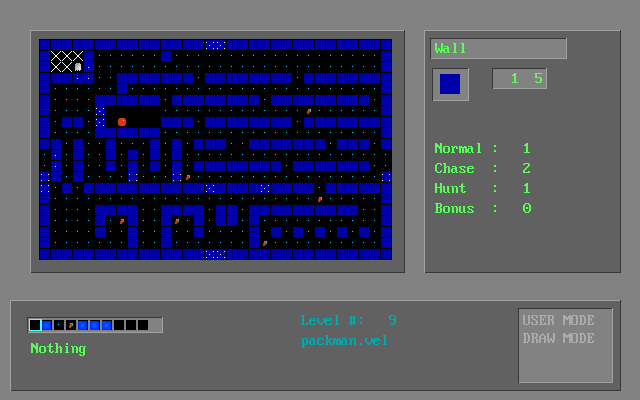 Wall
1 5
Normal : 1
Chase : 2
Hunt : 1
Bonus : 0
Level #: 9
packman.vel
Nothing
USER MODE
DRAW MODE